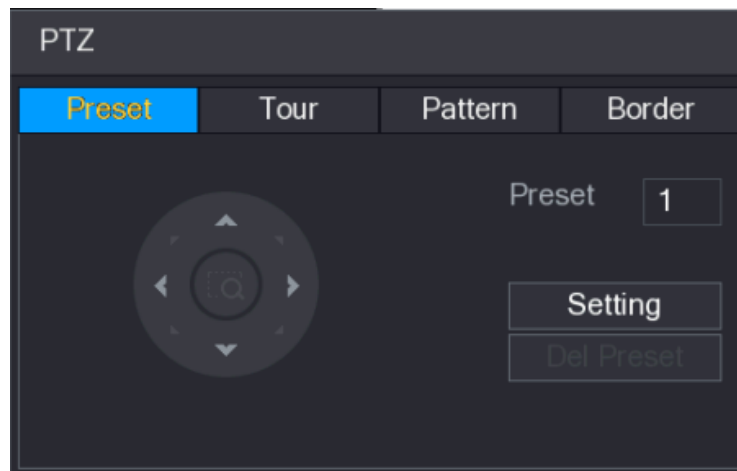 PTZ
Preset Tour Pattern Border
Preset 1
Setting
Del Preset